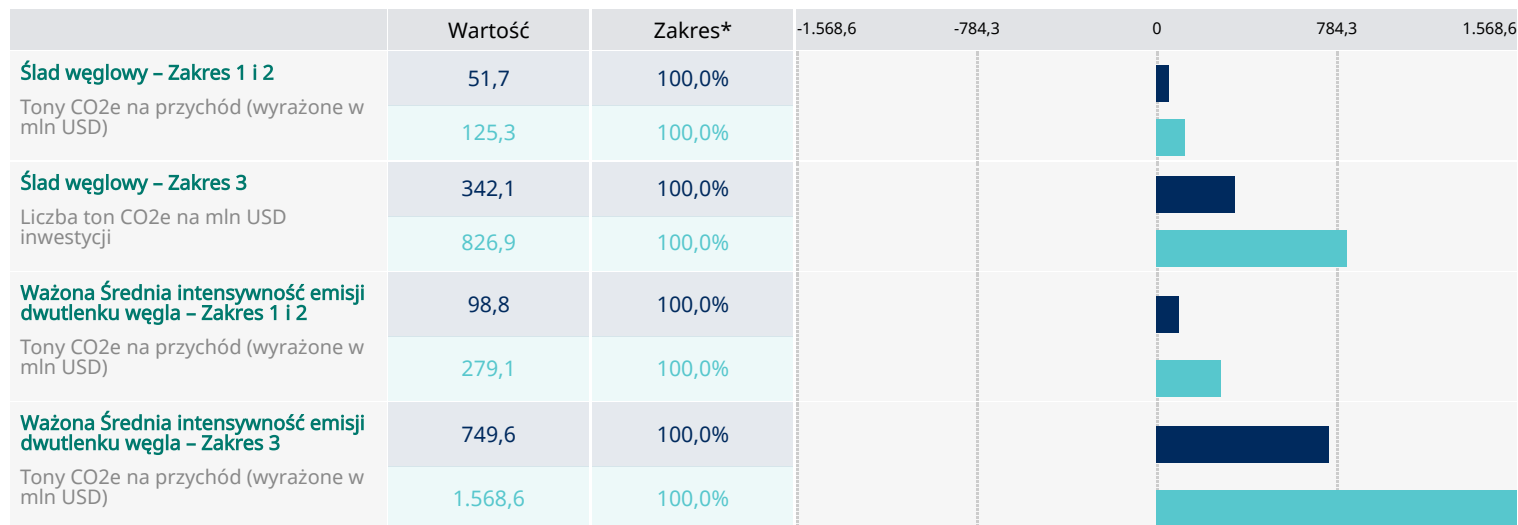 Wartość Zakres* -1.568,6 -784,3 0 784,3 1.568,6
Ślad węglowy – Zakres 1 i 2
Tony CO2e na przychód (wyrażone w
mln USD)
51,7 100,0%
125,3 100,0%
Ślad węglowy – Zakres 3
Liczba ton CO2e na mln USD
inwestycji
342,1 100,0%
826,9 100,0%
Ważona Średnia intensywność emisji
dwutlenku węgla – Zakres 1 i 2
Tony CO2e na przychód (wyrażone w
mln USD)
98,8 100,0%
279,1 100,0%
Ważona Średnia intensywność emisji
dwutlenku węgla – Zakres 3
Tony CO2e na przychód (wyrażone w
mln USD)
749,6 100,0%
1.568,6 100,0%